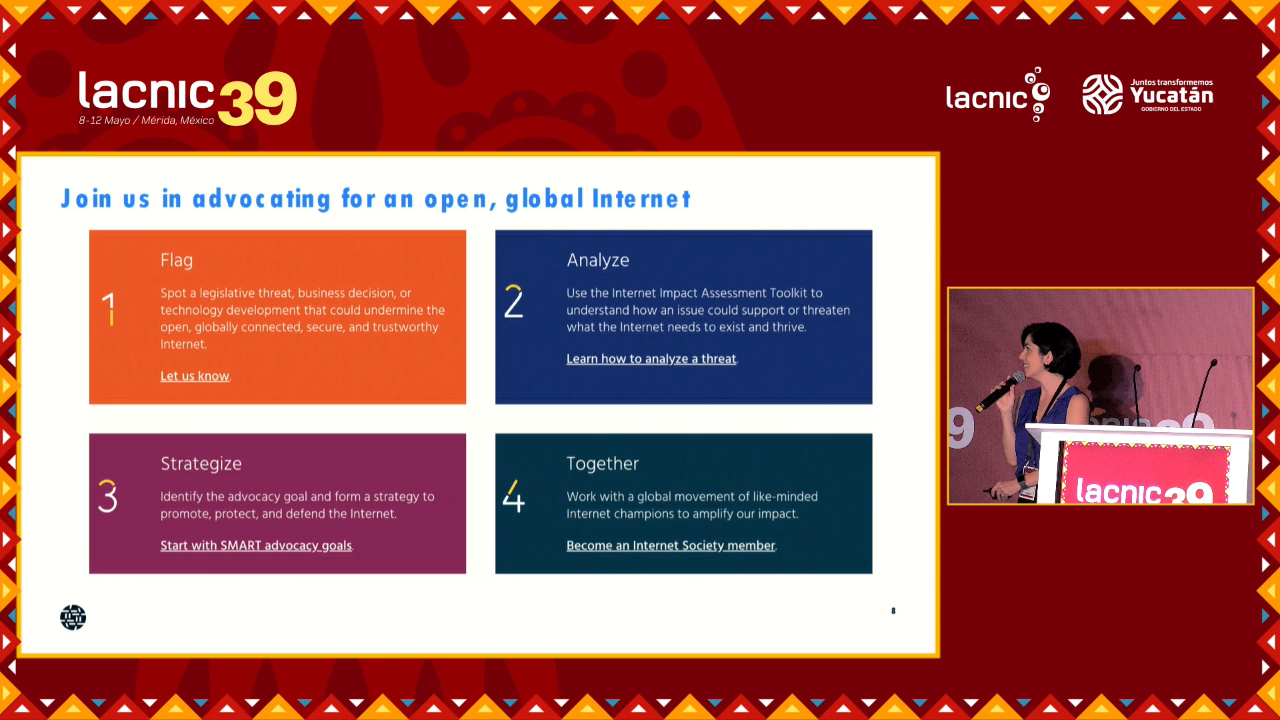 lacnic39
8-12 Mayo / Mérida, México
lacnic
Juntos transformemos
Yucatán
GOBIERNO DEL ESTADO
Join us in advocating for an open, global Internet
1
Flag
Spot a legislative threat, business decision, or
technology development that could undermine the
open, globally connected, secure, and trustworthy
Internet.
Let us know.
2
Analyze
Use the Internet Impact Assessment Toolkit to
understand how an issue could support or threaten
what the Internet needs to exist and thrive.
Learn how to analyze a threat.
3
Strategize
Identify the advocacy goal and form a strategy to
promote, protect, and defend the Internet.
Start with SMART advocacy goals.
4
Together
Work with a global movement of like-minded
Internet champions to amplify our impact.
Become an Internet Society member.
8
9
lacnic39
lacnic39